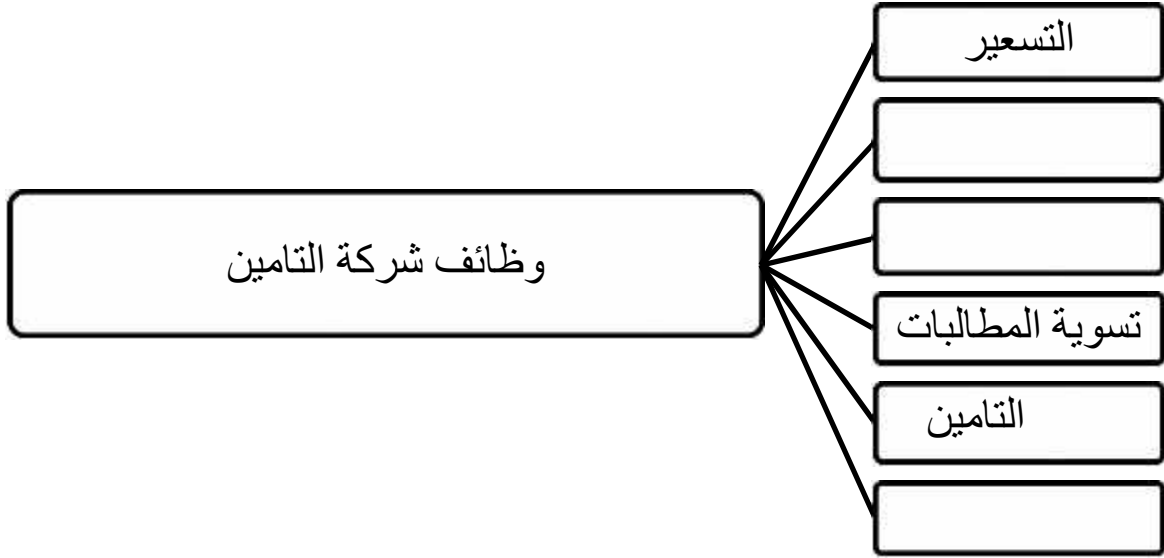 وظائف شركة التامين
التسعير
تسوية المطالبات
التامين